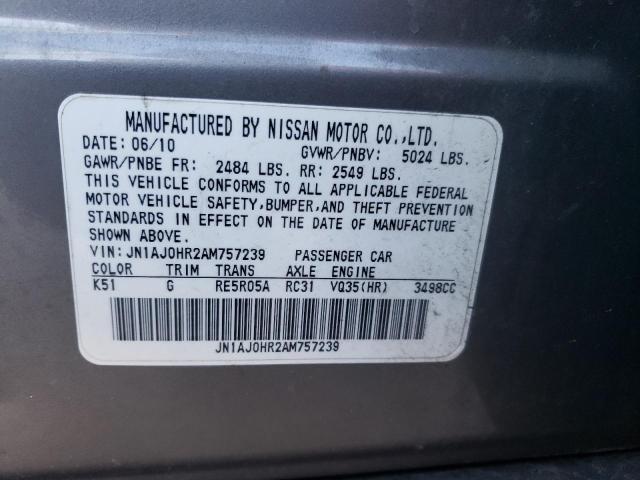 MANUFACTURED BY NISSAN MOTOR CO.,LTD.
DATE: 06/10 GVWR/PNBV: 5024 LBS.
GAWR/PNBE FR: 2484 LBS. RR: 2549 LBS.
THIS VEHICLE CONFORMS TO ALL APPLICABLE FEDERAL
MOTOR VEHICLE SAFETY,BUMPER,AND THEFT PREVENTION
STANDARDS IN EFFECT ON THE DATE OF MANUFACTURE
SHOWN ABOVE.
VIN: JN1AJ0HR2AM757239 PASSENGER CAR
COLOR TRIM TRANS AXLE ENGINE
K51 G RE5R05A RC31 VQ35(HR) 3498CC
JN1AJ0HR2AM757239